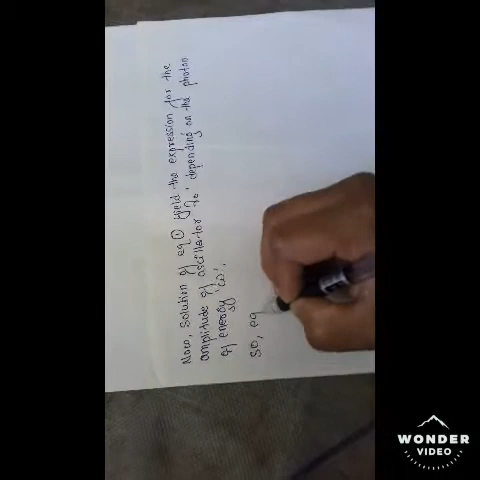 Now, Solution of eq ① yield the expression for the
amplitude of oscillator 'x₀' depending on the photon
of energy 'ω'.
So, eq
WONDER
VIDEO